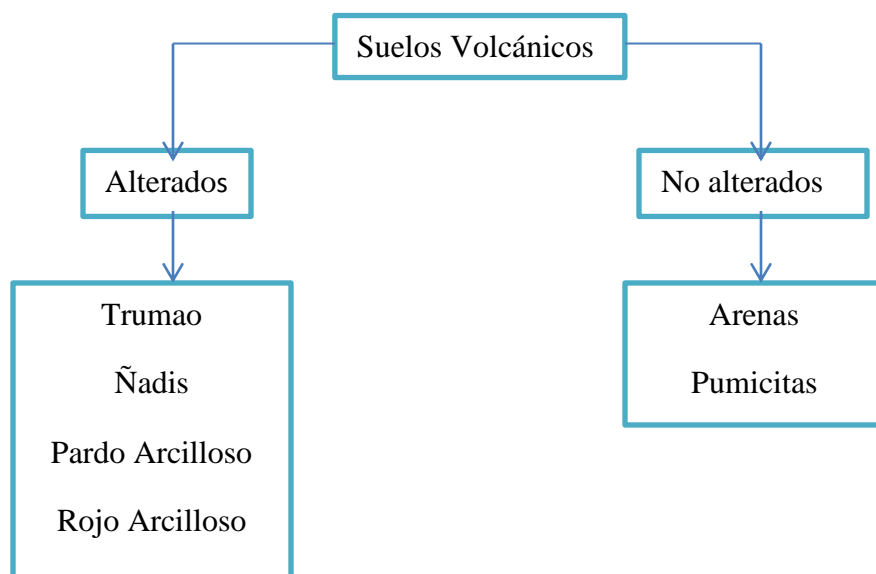 Suelos Volcánicos
Alterados
No alterados
Trumao
Ñadis
Pardo Arcilloso
Rojo Arcilloso
Arenas
Pumicitas